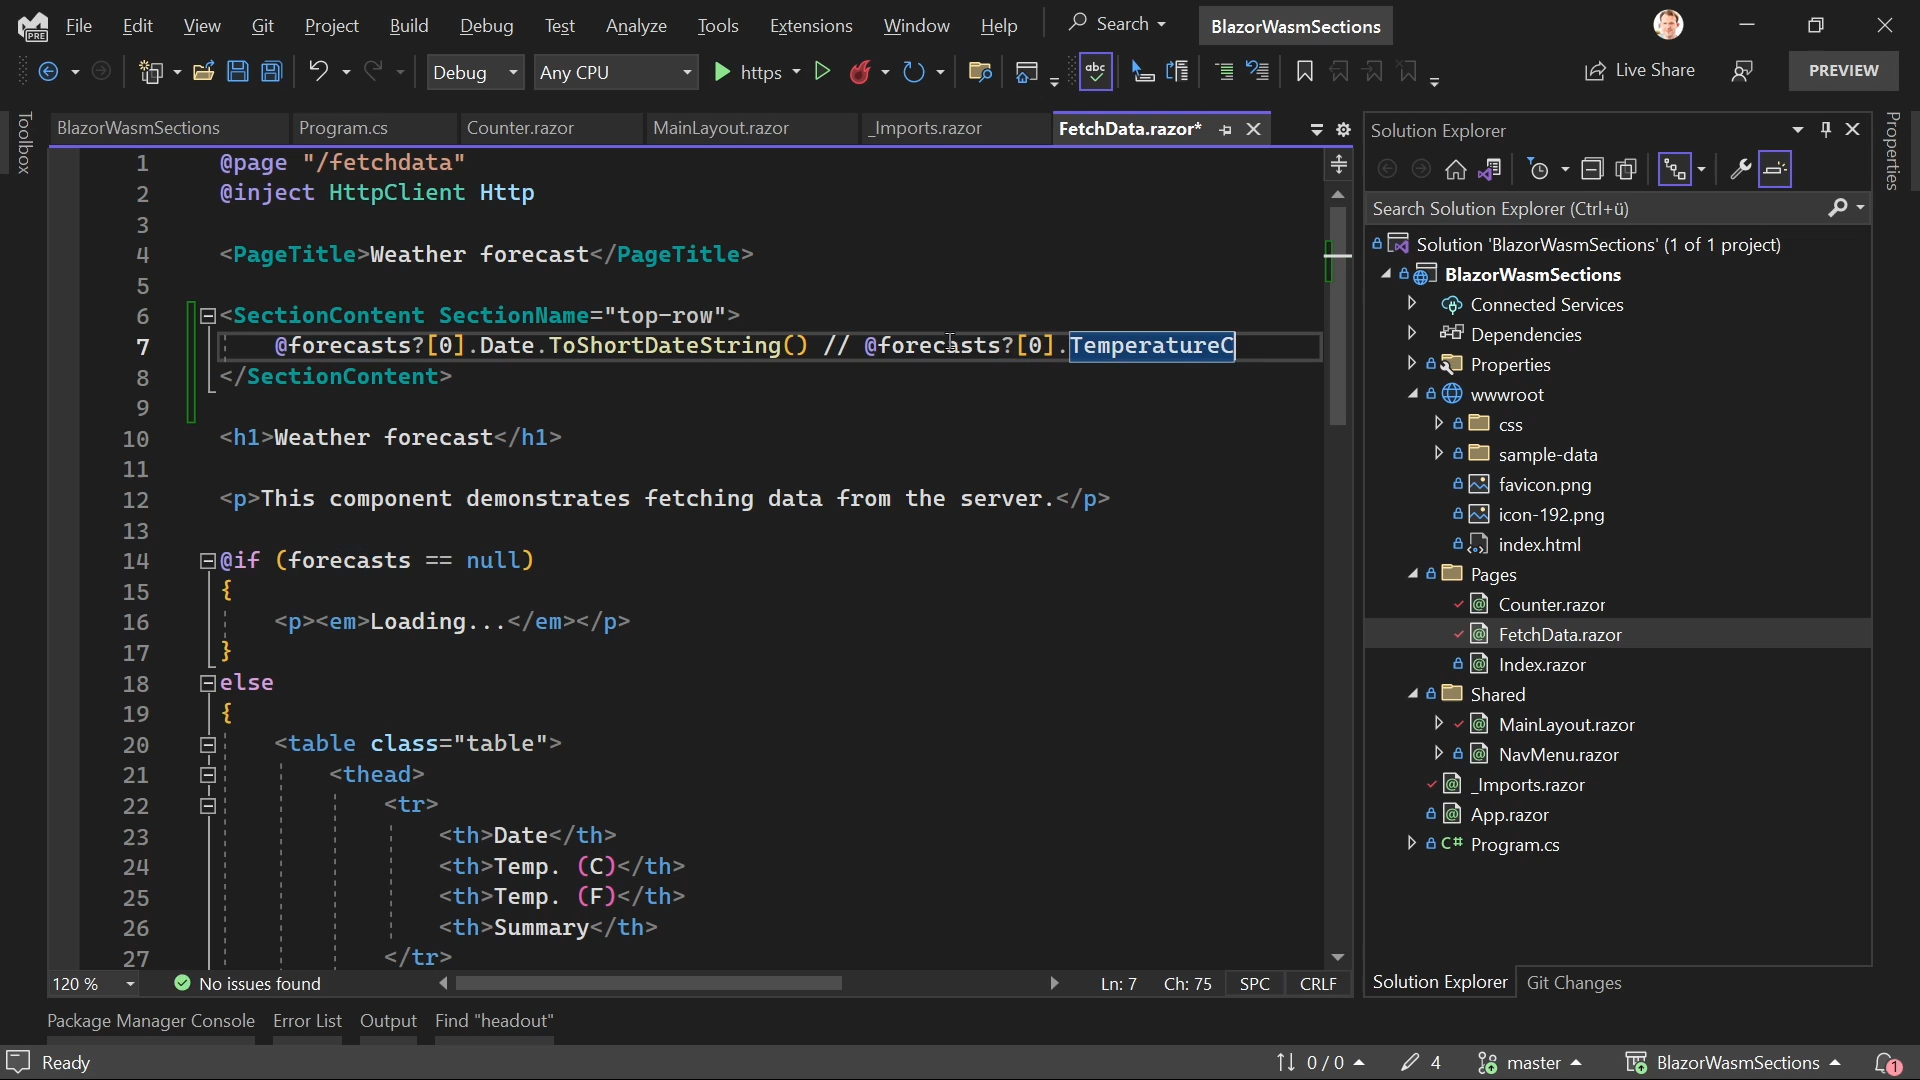 PRE File Edit View Git Project Build Debug Test Analyze Tools Extensions Window Help Search BlazorWasmSections
Debug Any CPU https abc Live Share PREVIEW
Toolbox
BlazorWasmSections Program.cs Counter.razor MainLayout.razor _Imports.razor FetchData.razor*
1 @page "/fetchdata"
2 @inject HttpClient Http
3
4 <PageTitle>Weather forecast</PageTitle>
5
6 <SectionContent SectionName="top-row">
7 @forecasts?[0].Date.ToShortDateString() // @forecasts?[0].TemperatureC
8 </SectionContent>
9
10 <h1>Weather forecast</h1>
11
12 <p>This component demonstrates fetching data from the server.</p>
13
14 @if (forecasts == null)
15 {
16 <p><em>Loading...</em></p>
17 }
18 else
19 {
20 <table class="table">
21 <thead>
22 <tr>
23 <th>Date</th>
24 <th>Temp. (C)</th>
25 <th>Temp. (F)</th>
26 <th>Summary</th>
27 </tr>
120 % No issues found Ln: 7 Ch: 75 SPC CRLF
Solution Explorer
Search Solution Explorer (Ctrl+ü)
Solution 'BlazorWasmSections' (1 of 1 project)
BlazorWasmSections
Connected Services
Dependencies
Properties
wwwroot
css
sample-data
favicon.png
icon-192.png
index.html
Pages
Counter.razor
FetchData.razor
Index.razor
Shared
MainLayout.razor
NavMenu.razor
_Imports.razor
App.razor
C# Program.cs
Solution Explorer Git Changes
Properties
Package Manager Console Error List Output Find "headout"
Ready 0 / 0 4 master BlazorWasmSections 1